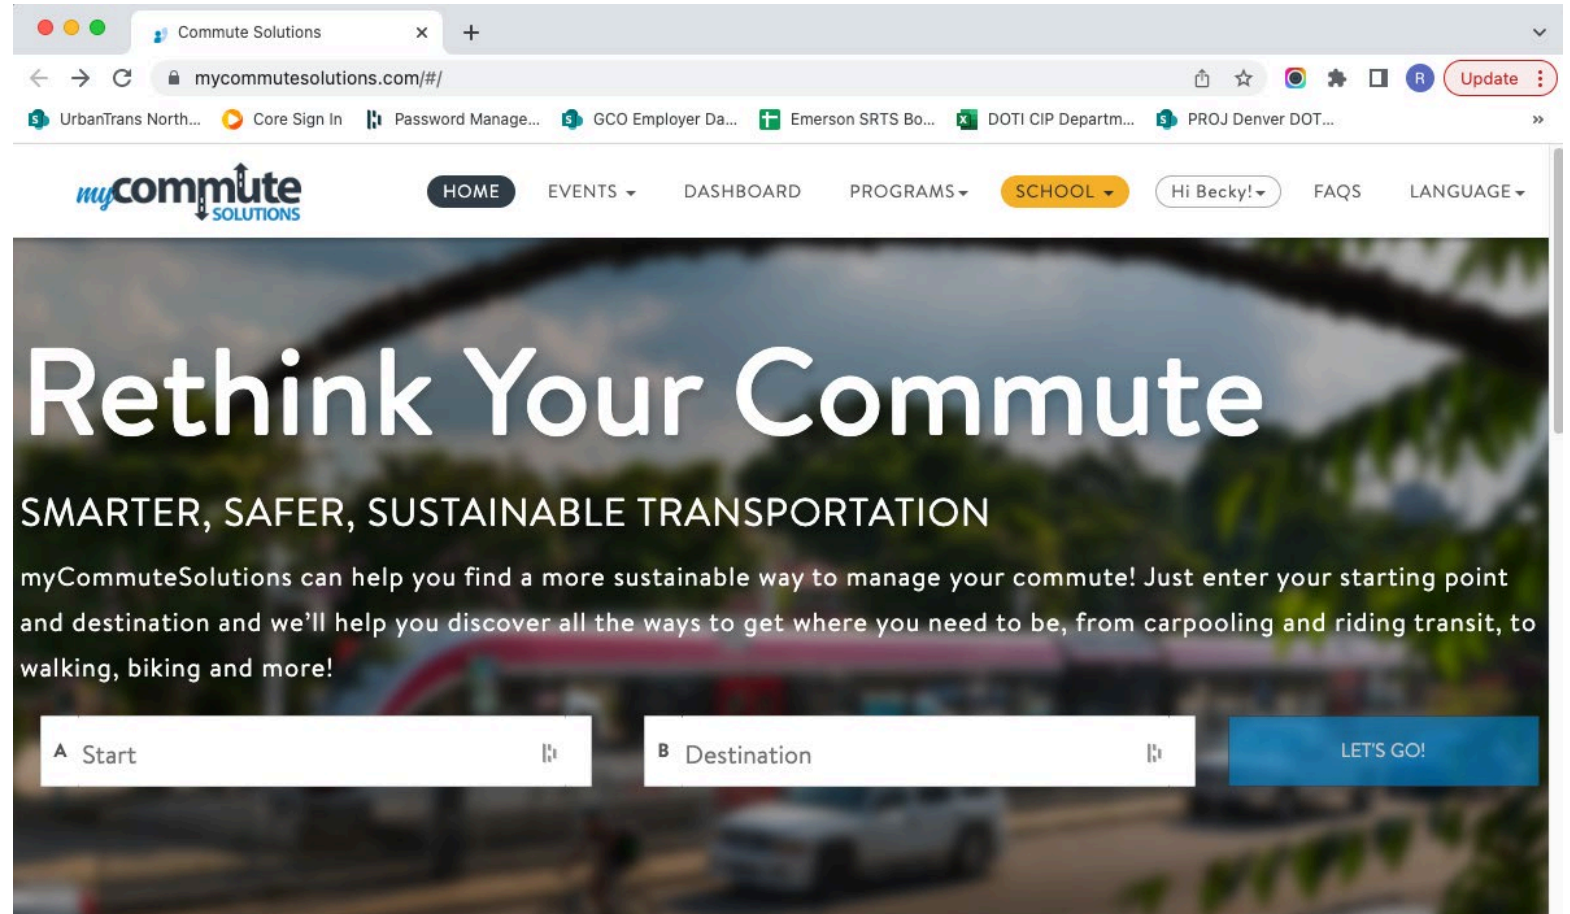 Commute Solutions
mycommutesolutions.com/#/
R
Update
UrbanTrans North...
Core Sign In
Password Manage...
GCO Employer Da...
Emerson SRTS Bo...
DOTI CIP Departm...
PROJ Denver DOT...
»
mycommute
SOLUTIONS
HOME
EVENTS
DASHBOARD
PROGRAMS
SCHOOL
Hi Becky!
FAQS
LANGUAGE
Rethink Your Commute
SMARTER, SAFER, SUSTAINABLE TRANSPORTATION
myCommuteSolutions can help you find a more sustainable way to manage your commute! Just enter your starting point
and destination and we’ll help you discover all the ways to get where you need to be, from carpooling and riding transit, to
walking, biking and more!
A Start
B Destination
LET'S GO!